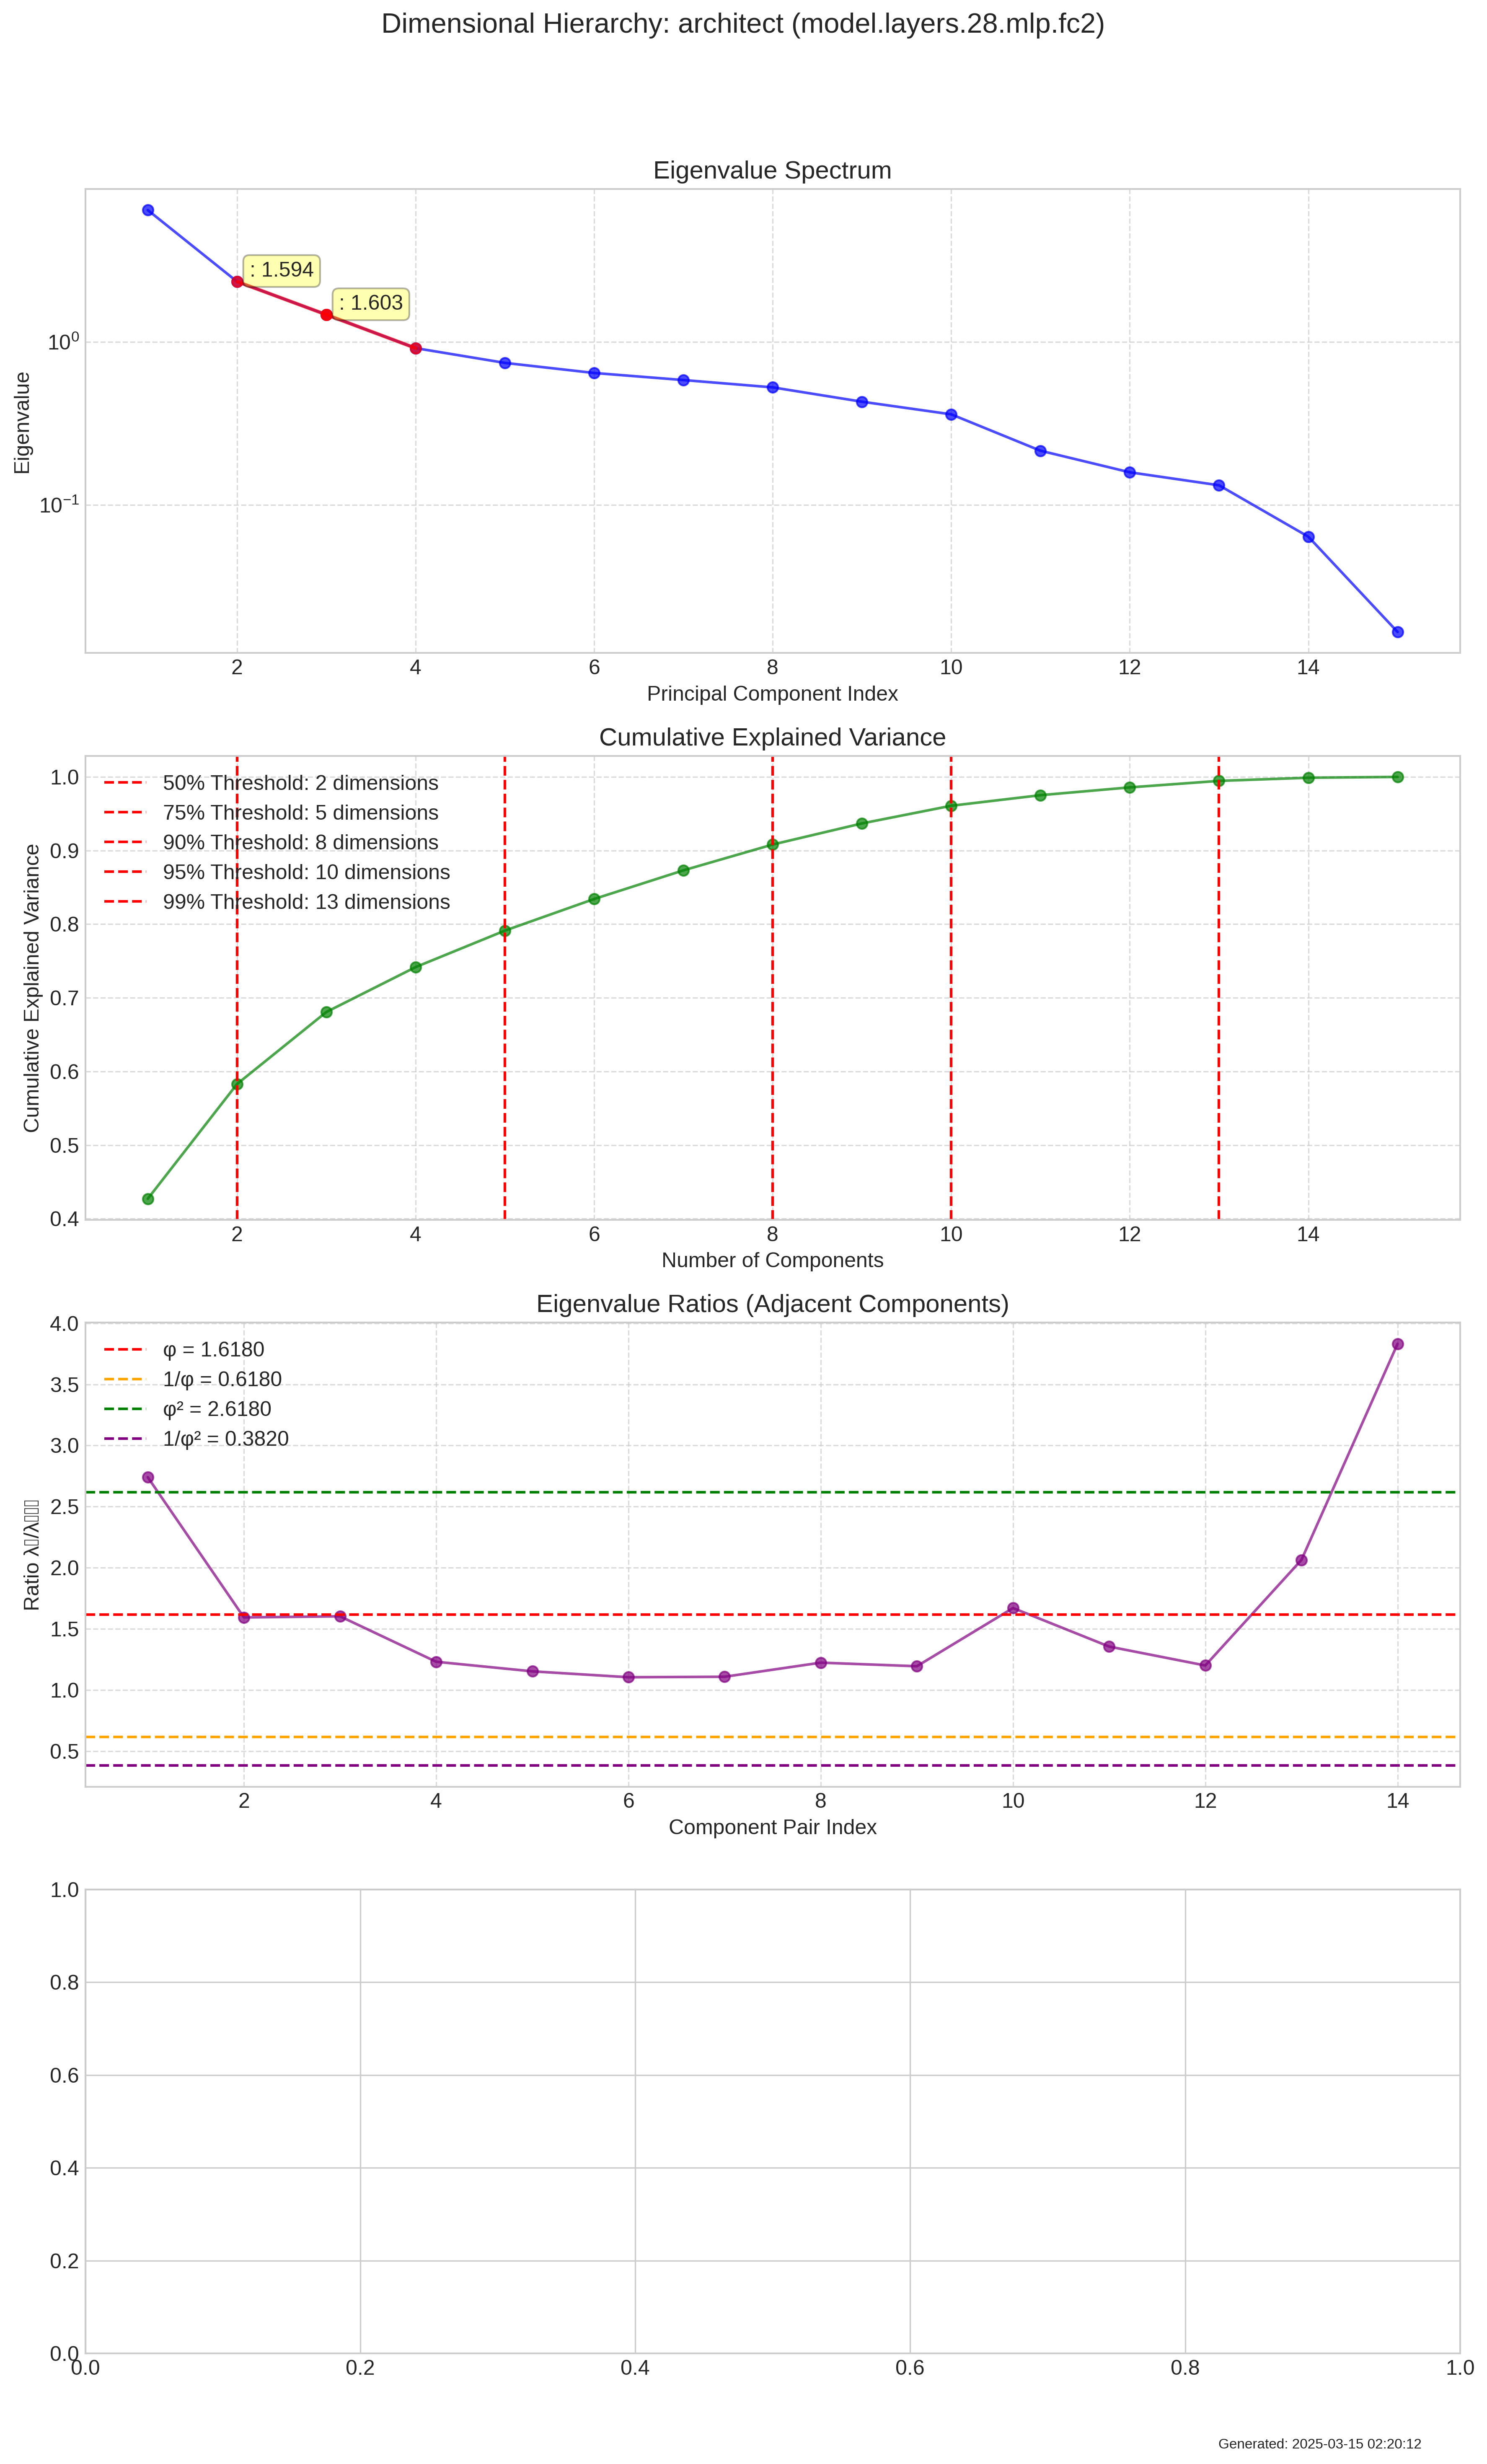 Dimensional Hierarchy: architect (model.layers.28.mlp.fc2)
Eigenvalue Spectrum
: 1.594
: 1.603
10⁰
10⁻¹
Eigenvalue
2 4 6 8 10 12 14
Principal Component Index
Cumulative Explained Variance
50% Threshold: 2 dimensions
75% Threshold: 5 dimensions
90% Threshold: 8 dimensions
95% Threshold: 10 dimensions
99% Threshold: 13 dimensions
1.0
0.9
0.8
0.7
0.6
0.5
0.4
Cumulative Explained Variance
2 4 6 8 10 12 14
Number of Components
Eigenvalue Ratios (Adjacent Components)
φ = 1.6180
1/φ = 0.6180
φ² = 2.6180
1/φ² = 0.3820
4.0
3.5
3.0
2.5
2.0
1.5
1.0
0.5
Ratio λ▯/λ▯▯▯
2 4 6 8 10 12 14
Component Pair Index
1.0
0.8
0.6
0.4
0.2
0.0
0.0 0.2 0.4 0.6 0.8 1.0
Generated: 2025-03-15 02:20:12